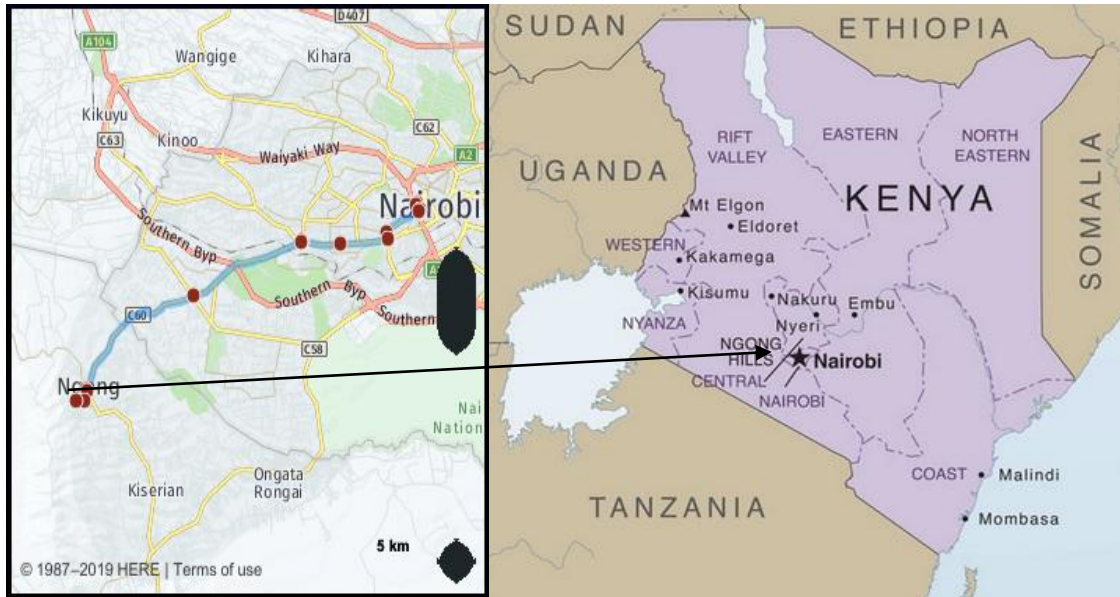 D407
A104
Wangige
Kihara
Kikuyu
C62
C63
Kinoo
Waiyaki Way
A2
Nairobi
Southern Byp
C60
Southern Byp
Southern
C58
Ngong
Nai
Nation
Ongata
Rongai
Kiserian
5 km
© 1987–2019 HERE | Terms of use
SUDAN
ETHIOPIA
RIFT
VALLEY
EASTERN
NORTH
EASTERN
UGANDA
KENYA
SOMALIA
Mt Elgon
Eldoret
WESTERN
Kakamega
Kisumu
Nakuru
Embu
NYANZA
Nyeri
NGONG
HILLS
Nairobi
CENTRAL
NAIROBI
COAST
Malindi
TANZANIA
Mombasa